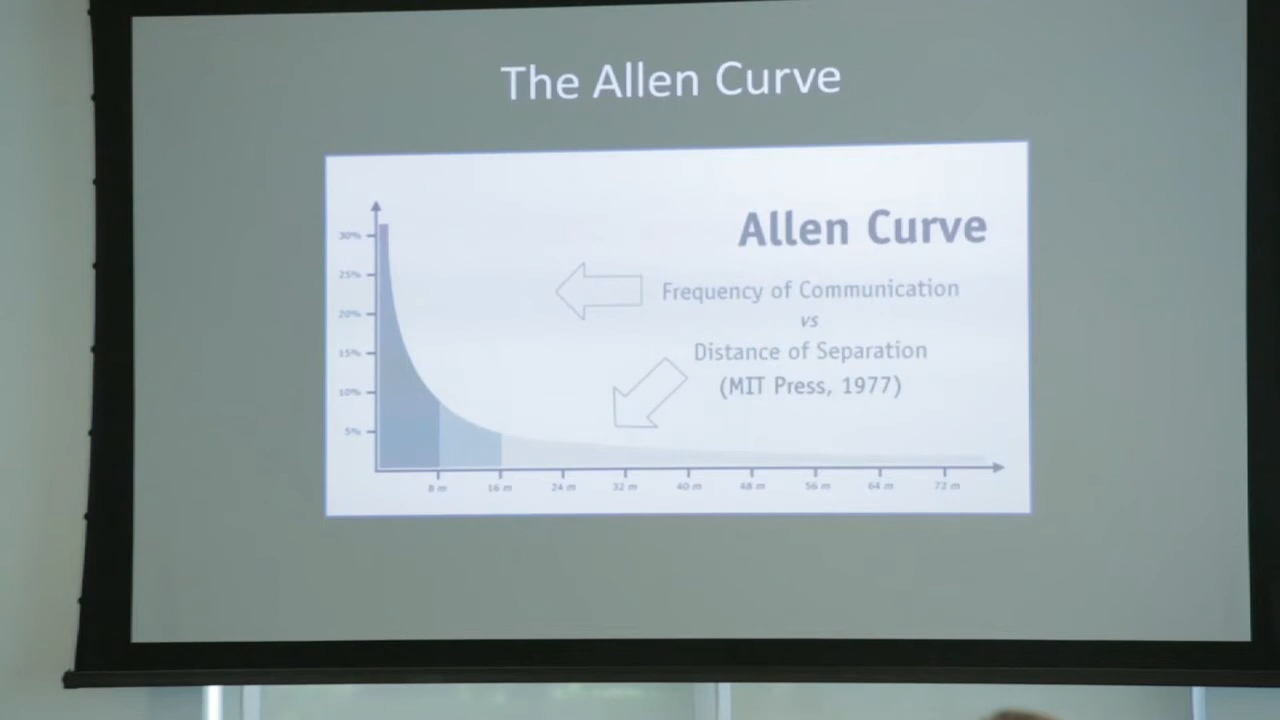 The Allen Curve
Allen Curve
Frequency of Communication
vs
Distance of Separation
(MIT Press, 1977)
30%
25%
20%
15%
10%
5%
8 m
16 m
24 m
32 m
40 m
48 m
56 m
64 m
72 m